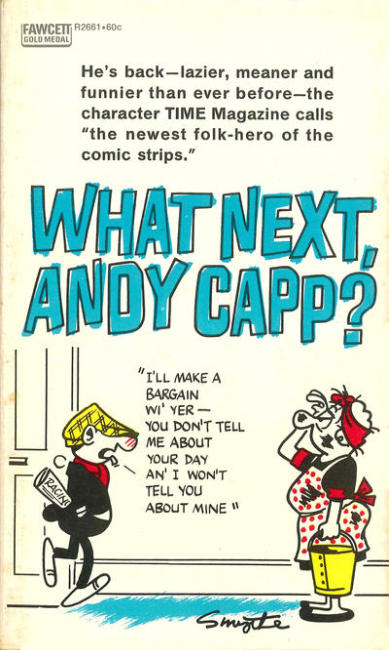 FAWCETT
GOLD MEDAL
R2661•60c
He's back—lazier, meaner and
funnier than ever before—the
character TIME Magazine calls
"the newest folk-hero of the
comic strips."
WHAT NEXT,
ANDY CAPP?
"I'LL MAKE A
BARGAIN
WI' YER —
YOU DON'T TELL
ME ABOUT
YOUR DAY
AN' I WON'T
TELL YOU
ABOUT MINE"
RACING
Smythe